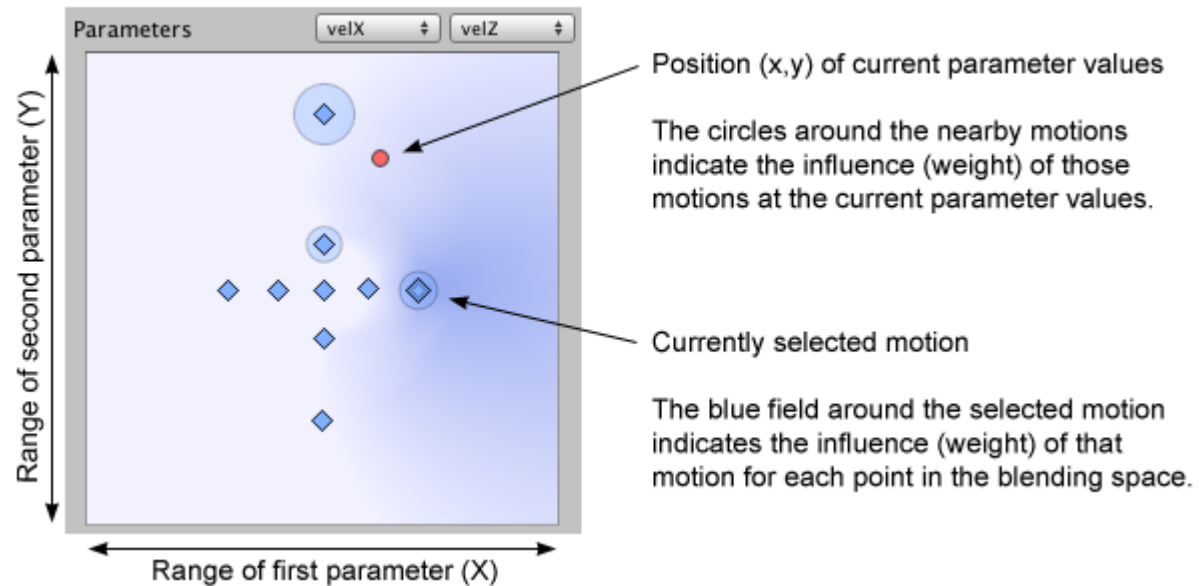 Parameters
velX
velZ
Range of second parameter (Y)
Range of first parameter (X)
Position (x,y) of current parameter values
The circles around the nearby motions
indicate the influence (weight) of those
motions at the current parameter values.
Currently selected motion
The blue field around the selected motion
indicates the influence (weight) of that
motion for each point in the blending space.